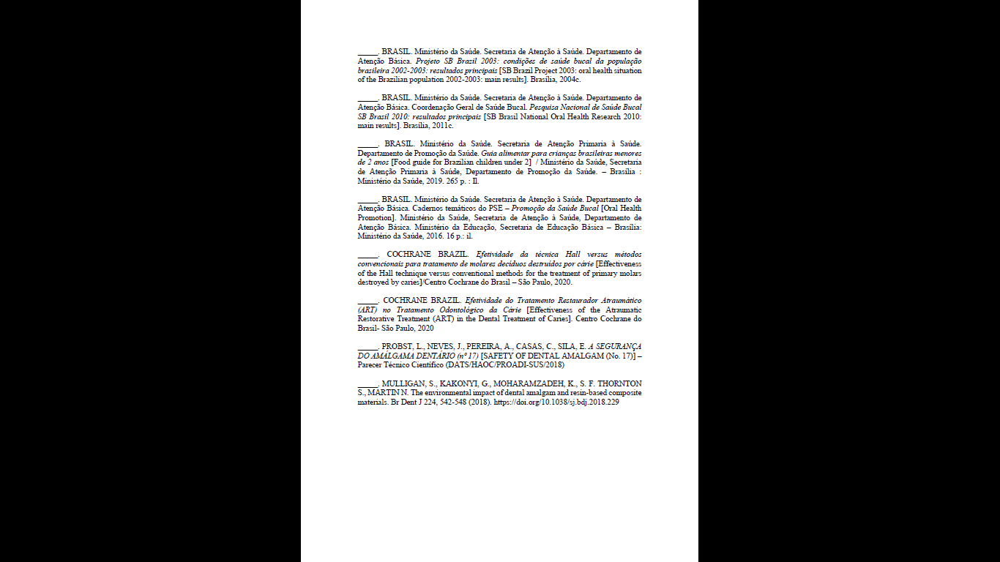 _____. BRASIL. Ministério da Saúde. Secretaria de Atenção à Saúde. Departamento de
Atenção Básica. Projeto SB Brazil 2003: condições de saúde bucal da população
brasileira 2002-2003: resultados principais [SB Brazil Project 2003: oral health situation
of the Brazilian population 2002-2003: main results]. Brasília, 2004c.
_____. BRASIL. Ministério da Saúde. Secretaria de Atenção à Saúde. Departamento de
Atenção Básica. Coordenação Geral de Saúde Bucal. Pesquisa Nacional de Saúde Bucal
SB Brasil 2010: resultados principais [SB Brasil National Oral Health Research 2010:
main results]. Brasília, 2011c.
_____. BRASIL. Ministério da Saúde. Secretaria de Atenção Primaria à Saúde.
Departamento de Promoção da Saúde. Guia alimentar para crianças brasileiras menores
de 2 anos [Food guide for Brazilian children under 2] / Ministério da Saúde, Secretaria
de Atenção Primaria à Saúde, Departamento de Promoção da Saúde. – Brasília :
Ministério da Saúde, 2019. 265 p. : Il.
_____. BRASIL. Ministério da Saúde. Secretaria de Atenção à Saúde. Departamento de
Atenção Básica. Cadernos temáticos do PSE – Promoção da Saúde Bucal [Oral Health
Promotion]. Ministério da Saúde, Secretaria de Atenção à Saúde, Departamento de
Atenção Básica. Ministério da Educação, Secretaria de Educação Básica – Brasília:
Ministério da Saúde, 2016. 16 p.: il.
_____. COCHRANE BRAZIL. Efetividade da técnica Hall versus métodos
convencionais para tratamento de molares decíduos destruídos por cárie [Effectiveness
of the Hall technique versus conventional methods for the treatment of primary molars
destroyed by caries]/Centro Cochrane do Brasil – São Paulo, 2020.
_____. COCHRANE BRAZIL. Efetividade do Tratamento Restaurador Atraumático
(ART) no Tratamento Odontológico da Cárie [Effectiveness of the Atraumatic
Restorative Treatment (ART) in the Dental Treatment of Caries]. Centro Cochrane do
Brasil- São Paulo, 2020
_____. PROBST, L., NEVES, J., PEREIRA, A., CASAS, C., SILA, E. A SEGURANÇA
DO AMÁLGAMA DENTÁRIO (nº 17) [SAFETY OF DENTAL AMALGAM (No. 17)] –
Parecer Técnico Científico (DATS/HAOC/PROADI-SUS/2018)
_____. MULLIGAN, S., KAKONYI, G., MOHARAMZADEH, K., S. F. THORNTON
S., MARTIN N. The environmental impact of dental amalgam and resin-based composite
materials. Br Dent J 224, 542-548 (2018). https://doi.org/10.1038/sj.bdj.2018.229